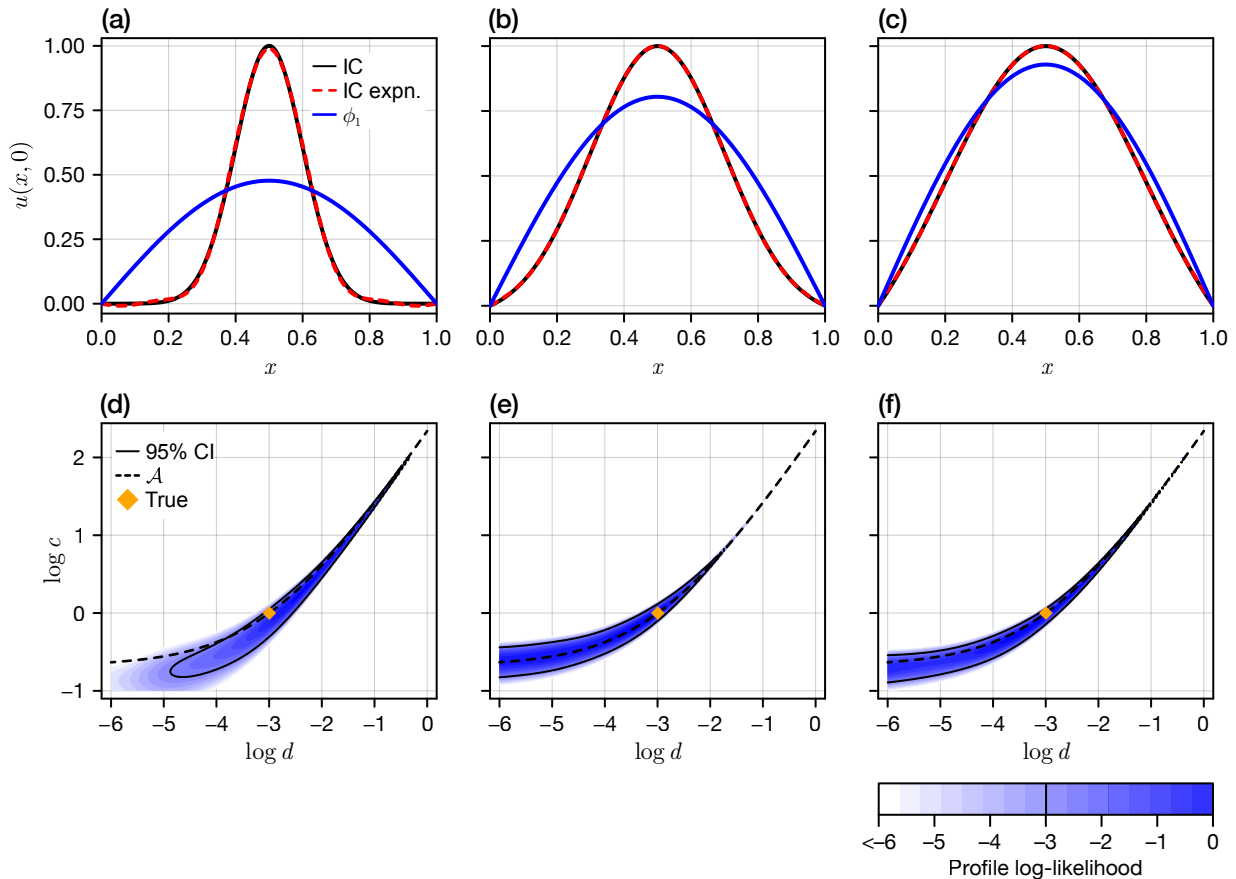 (a) (b) (c)
1.00
0.75
0.50
0.25
0.00
u(x, 0)
IC
IC expn.
ϕ₁
0.0 0.2 0.4 0.6 0.8 1.0
0.0 0.2 0.4 0.6 0.8 1.0
0.0 0.2 0.4 0.6 0.8 1.0
x x x
(d) (e) (f)
2
1
0
−1
log c
95% CI
𝒜
True
−6 −5 −4 −3 −2 −1 0
−6 −5 −4 −3 −2 −1 0
−6 −5 −4 −3 −2 −1 0
log d log d log d
<−6 −5 −4 −3 −2 −1 0
Profile log-likelihood